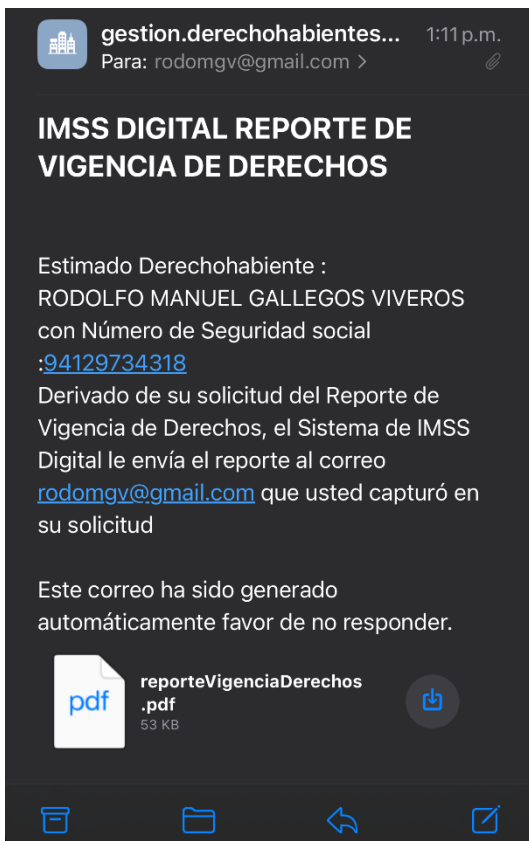 gestion.derechohabientes... 1:11 p.m.
Para: rodomgv@gmail.com >
IMSS DIGITAL REPORTE DE
VIGENCIA DE DERECHOS
Estimado Derechohabiente :
RODOLFO MANUEL GALLEGOS VIVEROS
con Número de Seguridad social
:94129734318
Derivado de su solicitud del Reporte de
Vigencia de Derechos, el Sistema de IMSS
Digital le envía el reporte al correo
rodomgv@gmail.com que usted capturó en
su solicitud
Este correo ha sido generado
automáticamente favor de no responder.
pdf
reporteVigenciaDerechos
.pdf
53 KB